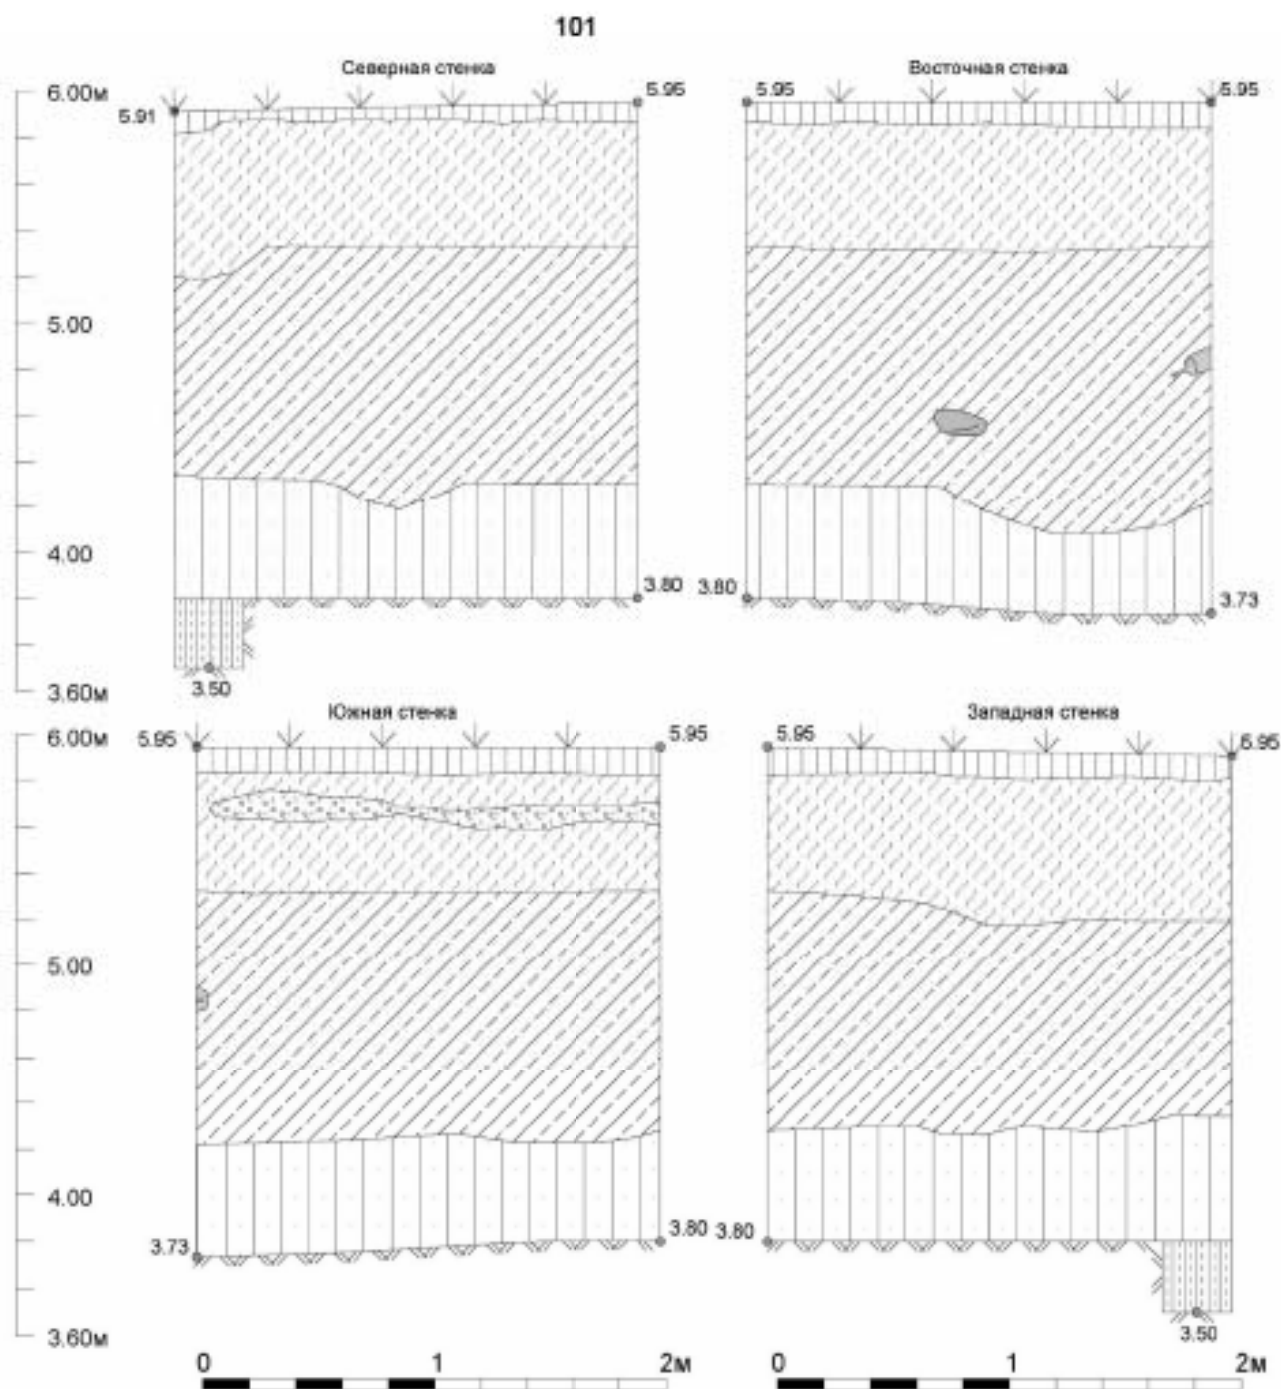 101
Северная стенка
Восточная стенка
6.00м
5.91
5.95
5.95
5.95
5.00
4.00
3.80
3.80
3.73
3.50
3.60м
Южная стенка
Западная стенка
6.00м
5.95
5.95
5.95
5.95
5.00
4.00
3.73
3.80
3.80
3.50
3.60м
0 1 2м
0 1 2м